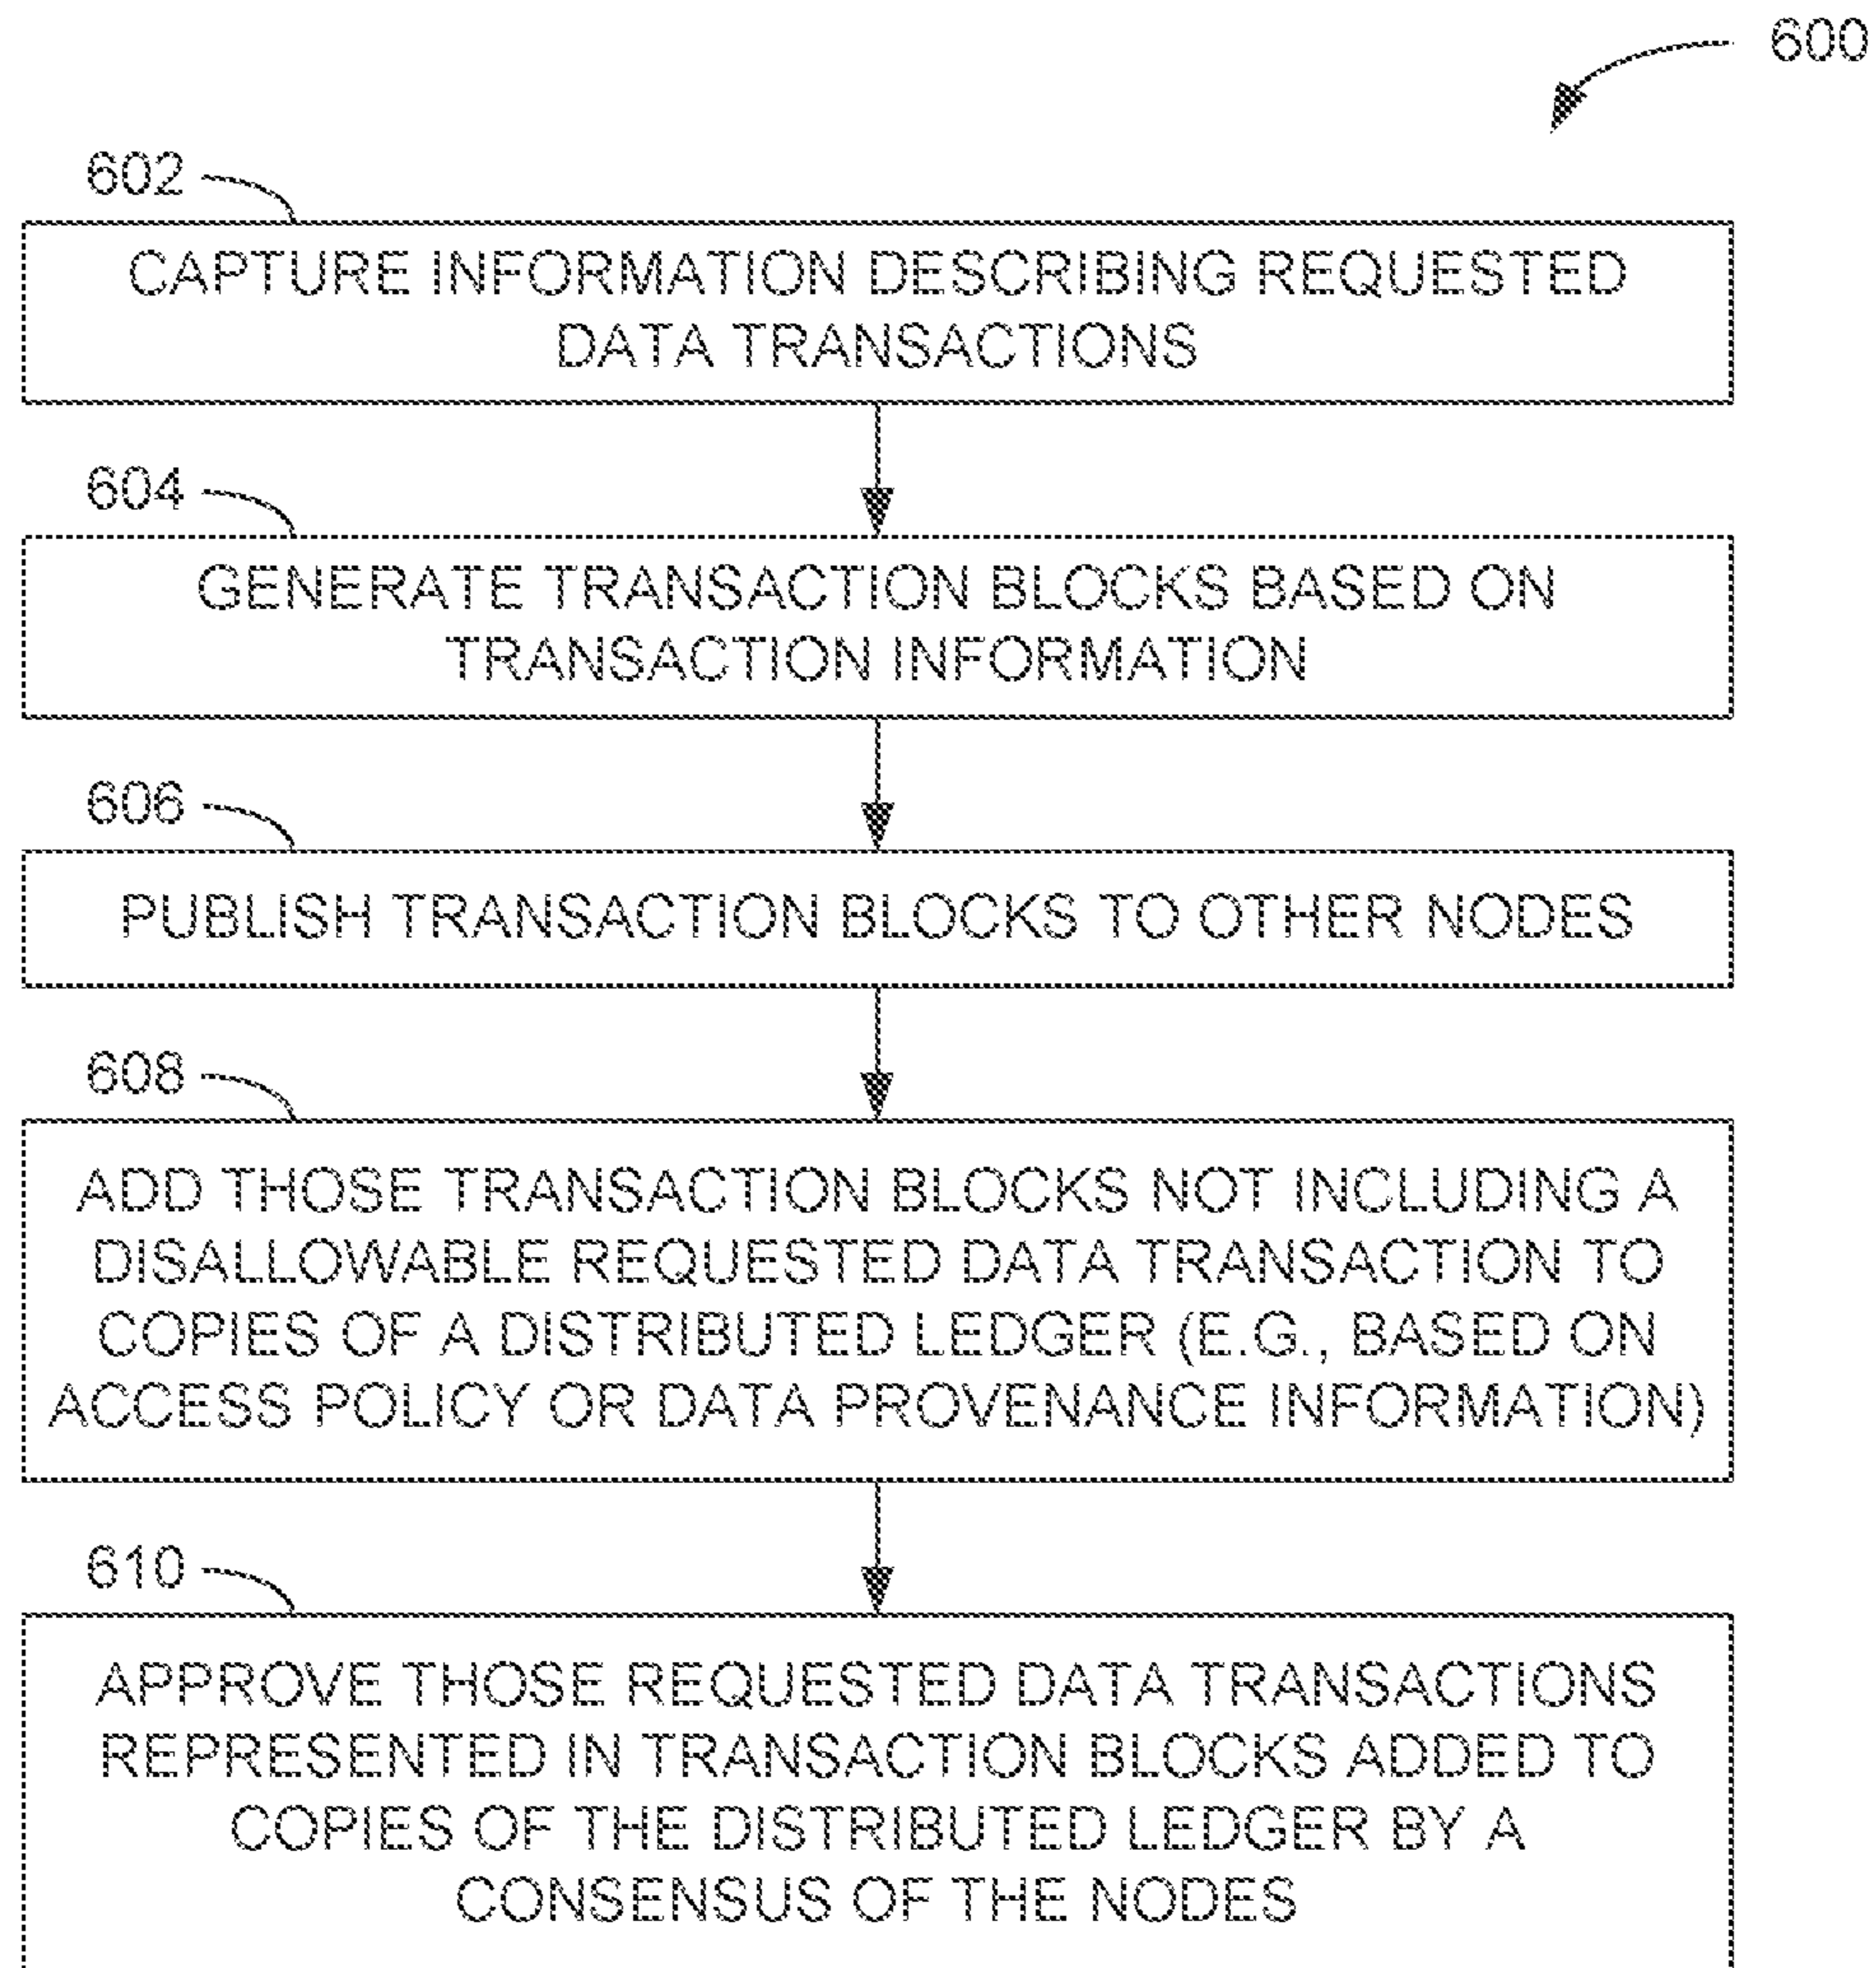 600
602
CAPTURE INFORMATION DESCRIBING REQUESTED
DATA TRANSACTIONS
604
GENERATE TRANSACTION BLOCKS BASED ON
TRANSACTION INFORMATION
606
PUBLISH TRANSACTION BLOCKS TO OTHER NODES
608
ADD THOSE TRANSACTION BLOCKS NOT INCLUDING A
DISALLOWABLE REQUESTED DATA TRANSACTION TO
COPIES OF A DISTRIBUTED LEDGER (E.G., BASED ON
ACCESS POLICY OR DATA PROVENANCE INFORMATION)
610
APPROVE THOSE REQUESTED DATA TRANSACTIONS
REPRESENTED IN TRANSACTION BLOCKS ADDED TO
COPIES OF THE DISTRIBUTED LEDGER BY A
CONSENSUS OF THE NODES